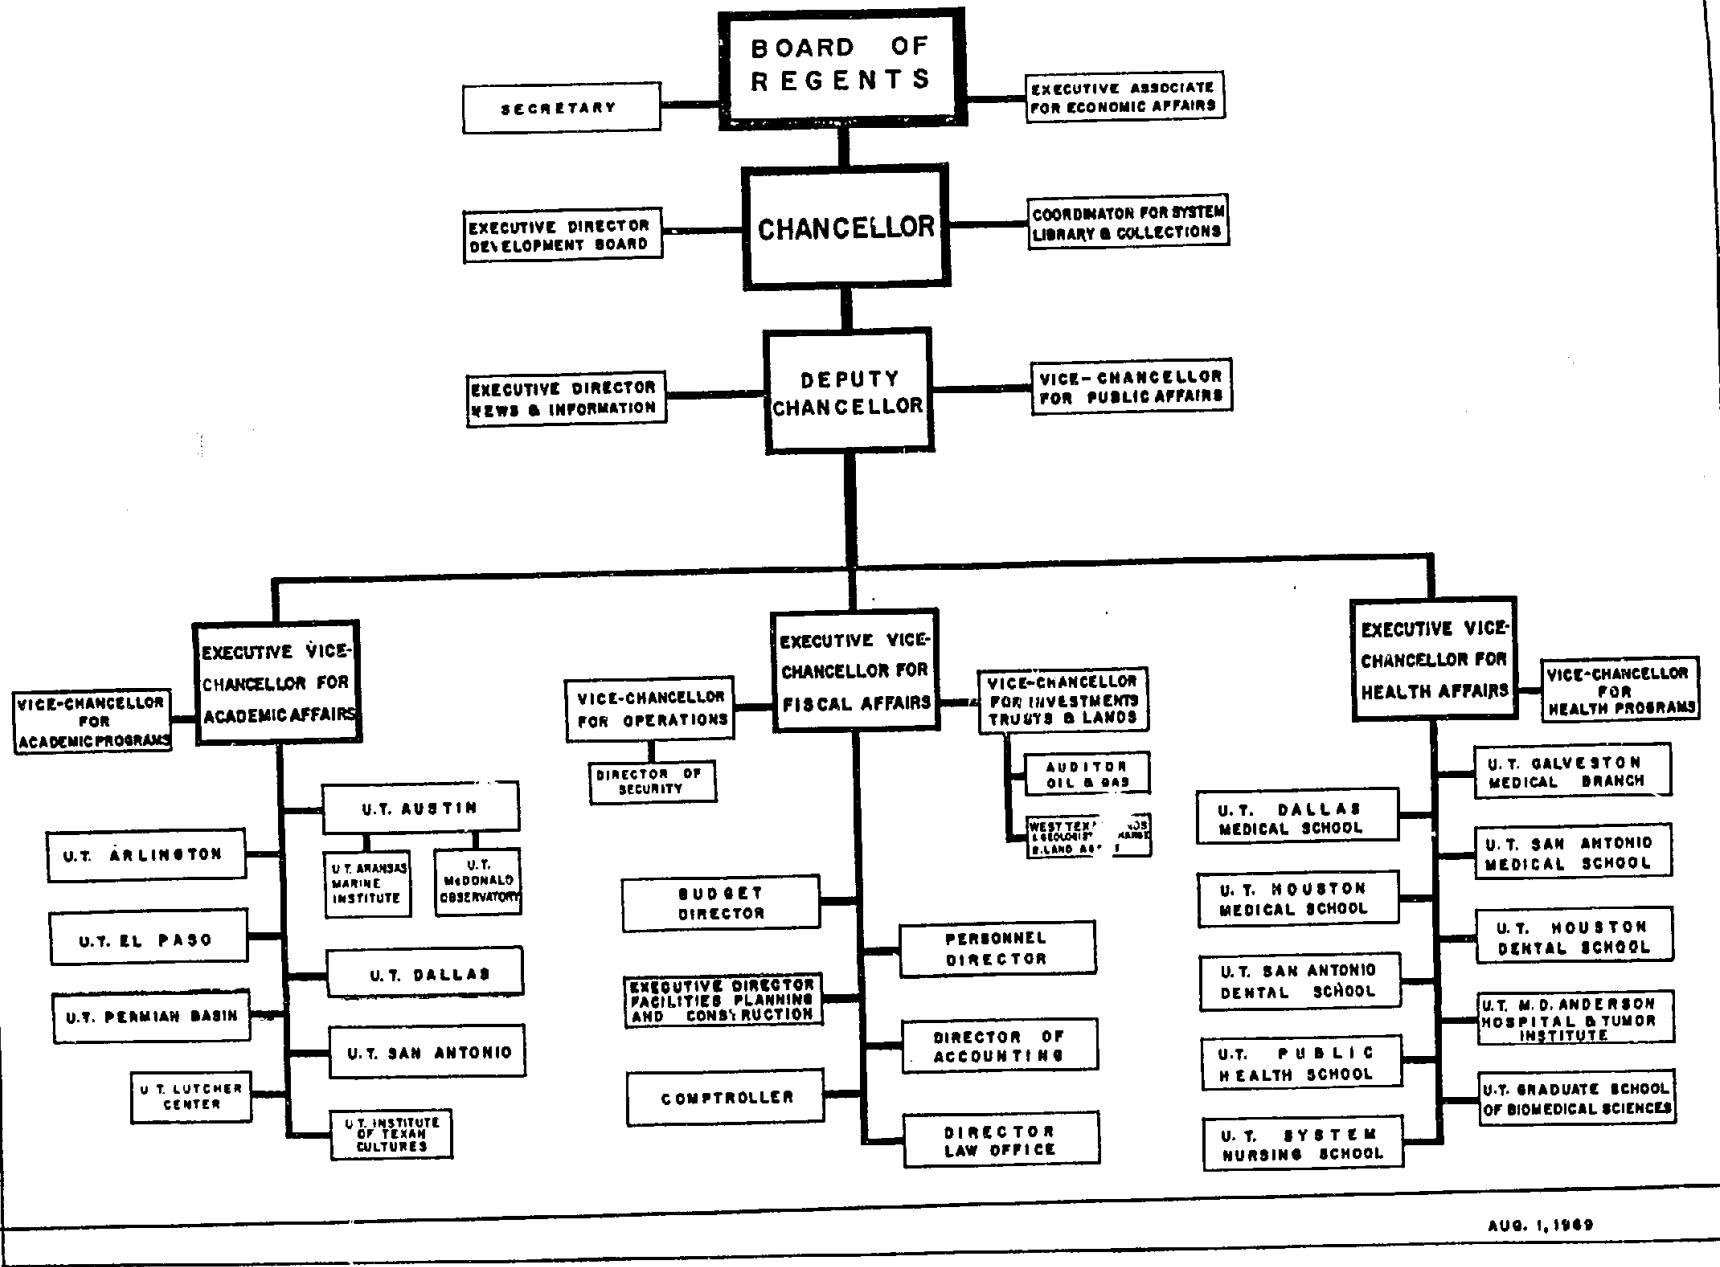 BOARD OF
REGENTS
SECRETARY
EXECUTIVE ASSOCIATE
FOR ECONOMIC AFFAIRS
CHANCELLOR
EXECUTIVE DIRECTOR
DEVELOPMENT BOARD
COORDINATON FOR SYSTEM
LIBRARY & COLLECTIONS
DEPUTY
CHANCELLOR
EXECUTIVE DIRECTOR
NEWS & INFORMATION
VICE-CHANCELLOR
FOR PUBLIC AFFAIRS
EXECUTIVE VICE-
CHANCELLOR FOR
ACADEMIC AFFAIRS
VICE-CHANCELLOR
FOR
ACADEMIC PROGRAMS
U.T. AUSTIN
U.T. ARANSAS
MARINE
INSTITUTE
U.T.
McDONALD
OBSERVATORY
U.T. ARLINGTON
U.T. EL PASO
U.T. DALLAS
U.T. PERMIAN BASIN
U.T. SAN ANTONIO
U.T. LUTCHER
CENTER
U.T. INSTITUTE
OF TEXAN
CULTURES
EXECUTIVE VICE-
CHANCELLOR FOR
FISCAL AFFAIRS
VICE-CHANCELLOR
FOR OPERATIONS
DIRECTOR OF
SECURITY
VICE-CHANCELLOR
FOR INVESTMENTS
TRUSTS & LANDS
AUDITOR
OIL & GAS
WEST
& GEOLOGIST
& LAND
BUDGET
DIRECTOR
PERSONNEL
DIRECTOR
EXECUTIVE DIRECTOR
FACILITIES PLANNING
AND CONSTRUCTION
DIRECTOR OF
ACCOUNTING
COMPTROLLER
DIRECTOR
LAW OFFICE
EXECUTIVE VICE-
CHANCELLOR FOR
HEALTH AFFAIRS
VICE-CHANCELLOR
FOR
HEALTH PROGRAMS
U.T. GALVESTON
MEDICAL BRANCH
U.T. DALLAS
MEDICAL SCHOOL
U.T. SAN ANTONIO
MEDICAL SCHOOL
U.T. HOUSTON
MEDICAL SCHOOL
U.T. HOUSTON
DENTAL SCHOOL
U.T. SAN ANTONIO
DENTAL SCHOOL
U.T. M.D. ANDERSON
HOSPITAL & TUMOR
INSTITUTE
U.T. PUBLIC
HEALTH SCHOOL
U.T. GRADUATE SCHOOL
OF BIOMEDICAL SCIENCES
U.T. SYSTEM
NURSING SCHOOL
AUG. 1, 1969